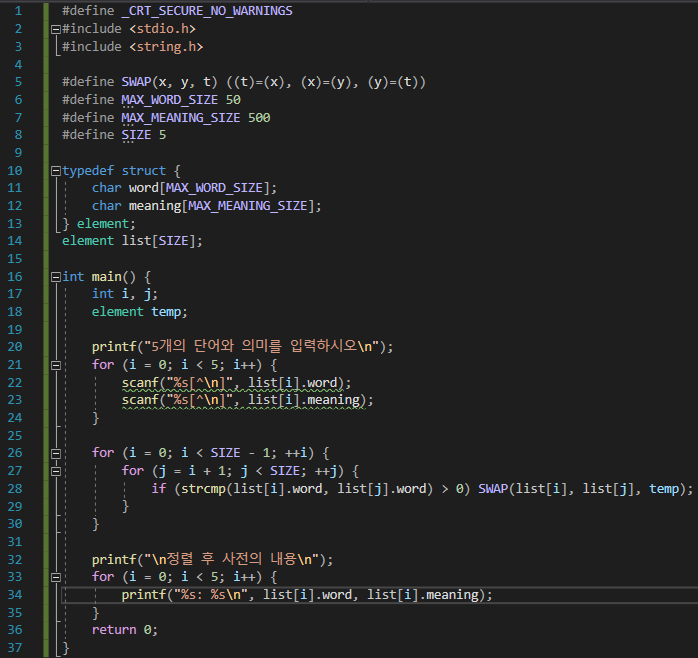 1 #define _CRT_SECURE_NO_WARNINGS
2 #include <stdio.h>
3 #include <string.h>
4
5 #define SWAP(x, y, t) ((t)=(x), (x)=(y), (y)=(t))
6 #define MAX_WORD_SIZE 50
7 #define MAX_MEANING_SIZE 500
8 #define SIZE 5
9
10 typedef struct {
11 char word[MAX_WORD_SIZE];
12 char meaning[MAX_MEANING_SIZE];
13 } element;
14 element list[SIZE];
15
16 int main() {
17 int i, j;
18 element temp;
19
20 printf("5개의 단어와 의미를 입력하시오\n");
21 for (i = 0; i < 5; i++) {
22 scanf("%s[^\n]", list[i].word);
23 scanf("%s[^\n]", list[i].meaning);
24 }
25
26 for (i = 0; i < SIZE - 1; ++i) {
27 for (j = i + 1; j < SIZE; ++j) {
28 if (strcmp(list[i].word, list[j].word) > 0) SWAP(list[i], list[j], temp);
29 }
30 }
31
32 printf("\n정렬 후 사전의 내용\n");
33 for (i = 0; i < 5; i++) {
34 printf("%s: %s\n", list[i].word, list[i].meaning);
35 }
36 return 0;
37 }